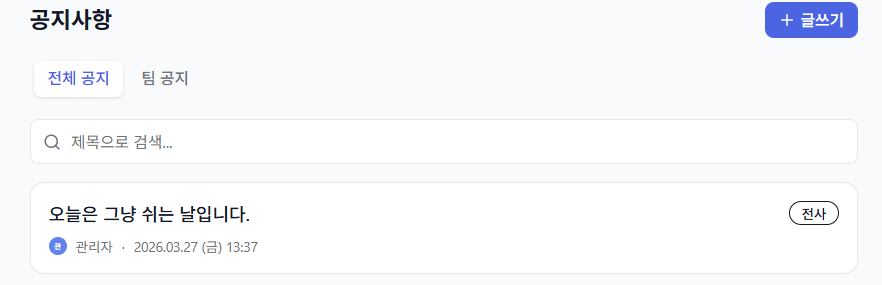 공지사항
+ 글쓰기
전체 공지 팀 공지
제목으로 검색...
오늘은 그냥 쉬는 날입니다.
전사
관 관리자 · 2026.03.27 (금) 13:37